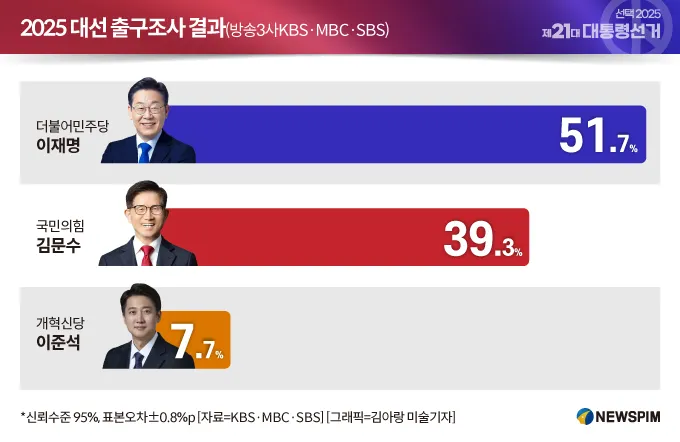 2025 대선 출구조사 결과(방송3사KBS·MBC·SBS)
선택 2025
제21대 대통령선거
더불어민주당
이재명
51.7%
국민의힘
김문수
39.3%
개혁신당
이준석
7.7%
*신뢰수준 95%, 표본오차±0.8%p [자료=KBS·MBC·SBS] [그래픽=김아랑 미술기자]
NEWSPIM